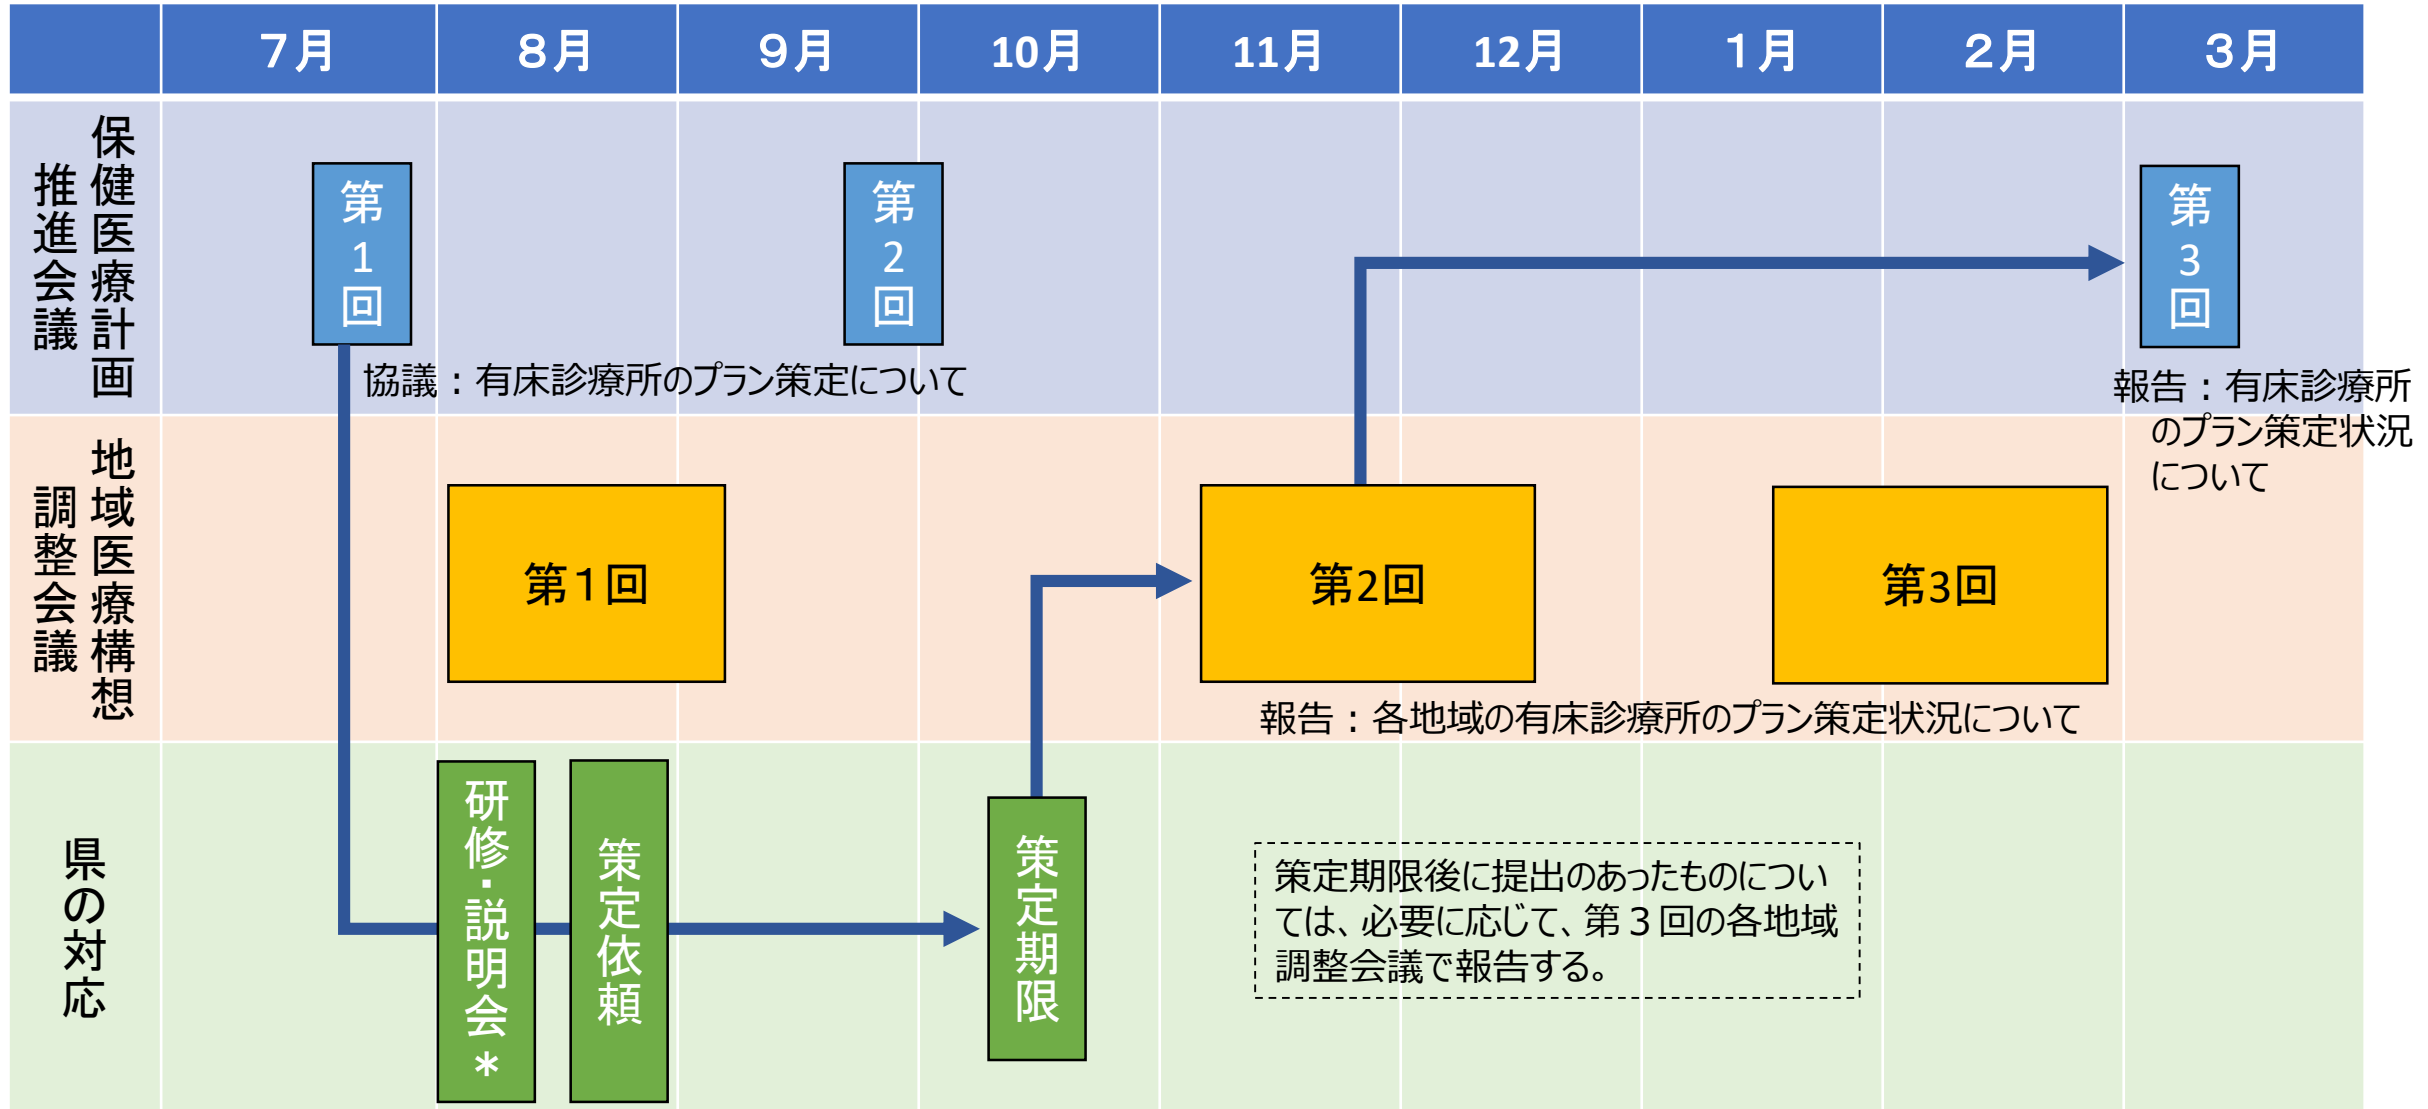 7月 8月 9月 10月 11月 12月 1月 2月 3月
保健医療計画
推進会議
第1回
第2回
第3回
協議：有床診療所のプラン策定について
報告：有床診療所
のプラン策定状況
について
地域医療構想
調整会議
第1回
第2回
第3回
報告：各地域の有床診療所のプラン策定状況について
県の対応
研修・説明会*
策定依頼
策定期限
策定期限後に提出のあったものについ
ては、必要に応じて、第3回の各地域
調整会議で報告する。